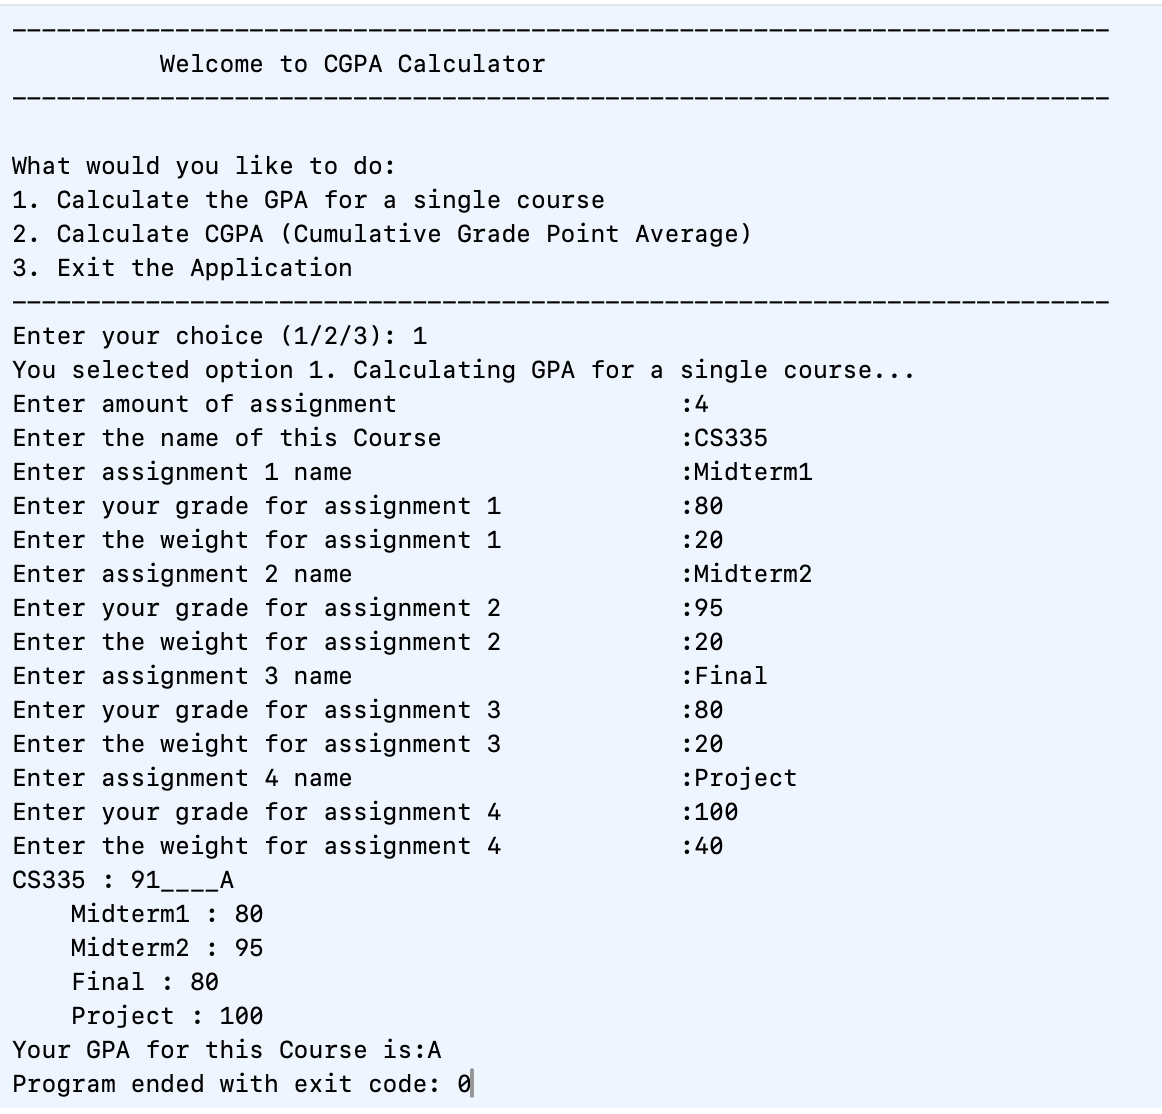 --------------------------------------------------------------------------
Welcome to CGPA Calculator
--------------------------------------------------------------------------
What would you like to do:
1. Calculate the GPA for a single course
2. Calculate CGPA (Cumulative Grade Point Average)
3. Exit the Application
--------------------------------------------------------------------------
Enter your choice (1/2/3): 1
You selected option 1. Calculating GPA for a single course...
Enter amount of assignment                   :4
Enter the name of this Course                :CS335
Enter assignment 1 name                      :Midterm1
Enter your grade for assignment 1            :80
Enter the weight for assignment 1            :20
Enter assignment 2 name                      :Midterm2
Enter your grade for assignment 2            :95
Enter the weight for assignment 2            :20
Enter assignment 3 name                      :Final
Enter your grade for assignment 3            :80
Enter the weight for assignment 3            :20
Enter assignment 4 name                      :Project
Enter your grade for assignment 4            :100
Enter the weight for assignment 4            :40
CS335 : 91____A
    Midterm1 : 80
    Midterm2 : 95
    Final : 80
    Project : 100
Your GPA for this Course is:A
Program ended with exit code: 0